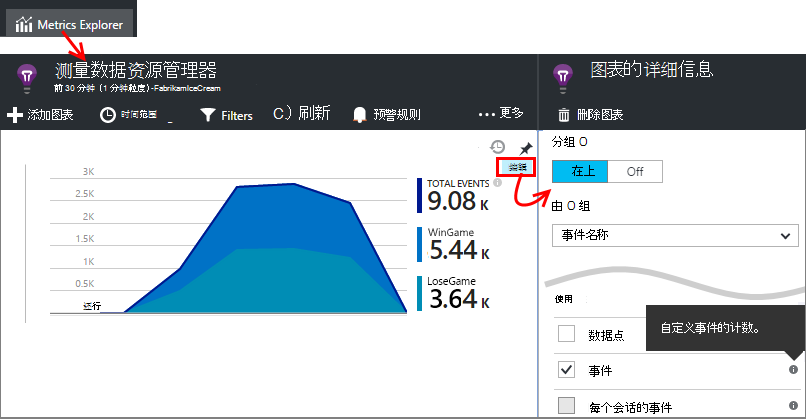 Metrics Explorer
测量数据资源管理器
前 30 分钟（1 分钟粒度）-FabrikamIceCream
添加图表
时间范围
Filters
C.）刷新
预警规则
••• 更多
编辑
3K
2.5K
2K
1.5K
1K
0.5K
还行
TOTAL EVENTS
9.08 K
WinGame
5.44 K
LoseGame
3.64 K
图表的详细信息
删除图表
分组 O
在上
Off
由 O 组
事件名称
使用
自定义事件的计数。
数据点
事件
每个会话的事件